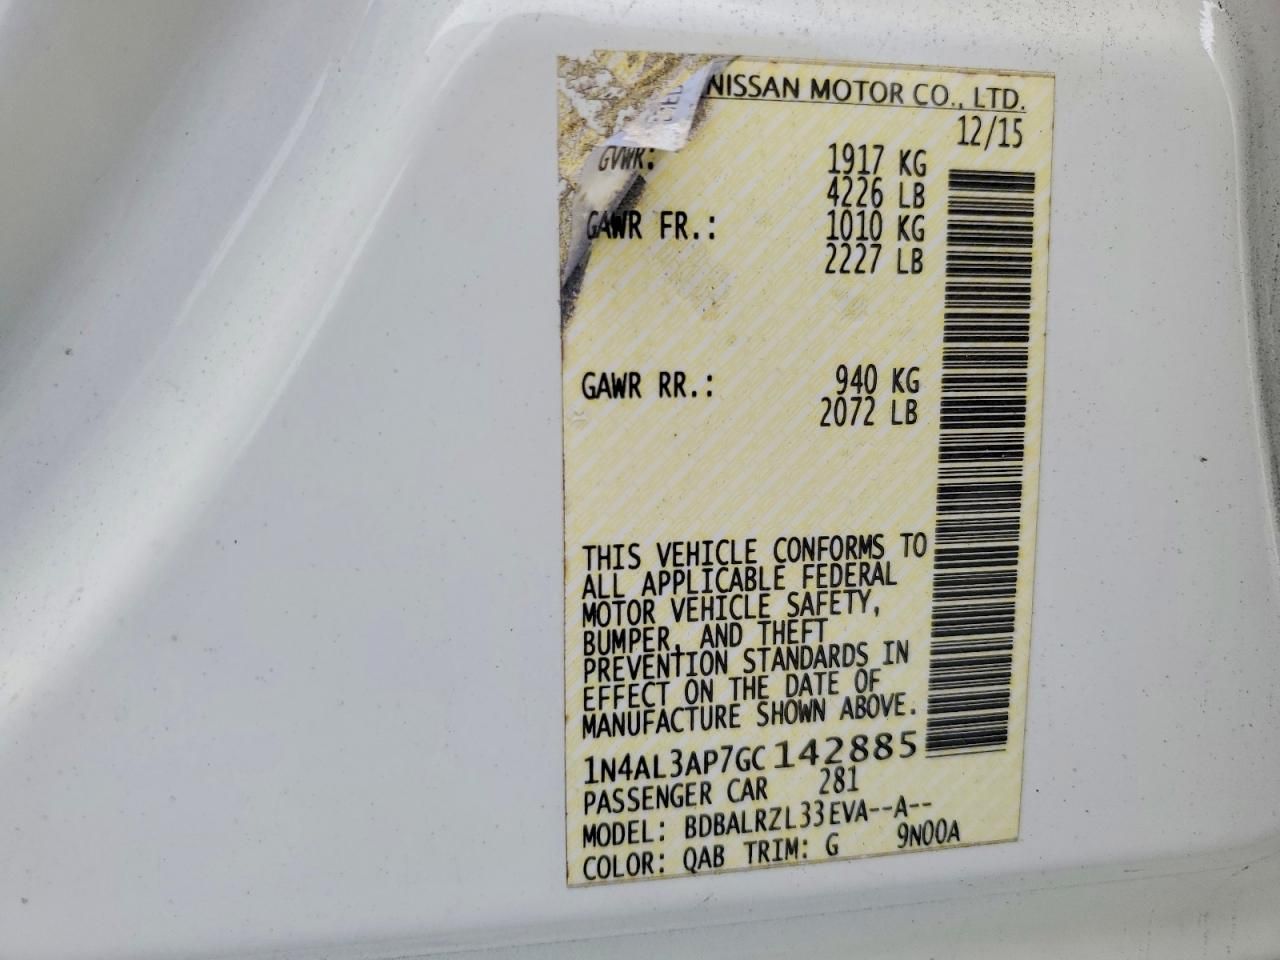 NISSAN MOTOR CO., LTD.
12/15
GVWR: 1917 KG
4226 LB
GAWR FR.: 1010 KG
2227 LB
GAWR RR.: 940 KG
2072 LB
THIS VEHICLE CONFORMS TO
ALL APPLICABLE FEDERAL
MOTOR VEHICLE SAFETY,
BUMPER, AND THEFT
PREVENTION STANDARDS IN
EFFECT ON THE DATE OF
MANUFACTURE SHOWN ABOVE.
1N4AL3AP7GC142885
PASSENGER CAR 281
MODEL: BDBALRZL33EVA--A--
COLOR: QAB TRIM: G 9N00A